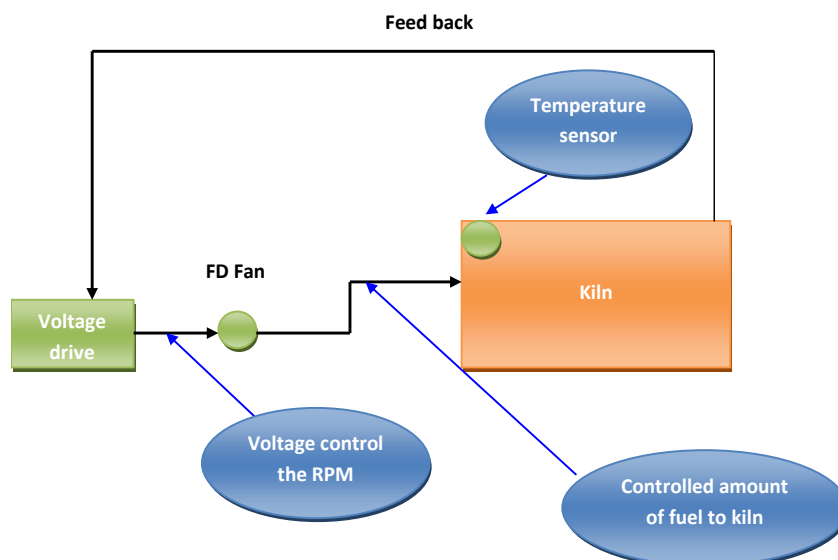 Feed back
Temperature
sensor
FD Fan
Kiln
Voltage
drive
Voltage control
the RPM
Controlled amount
of fuel to kiln